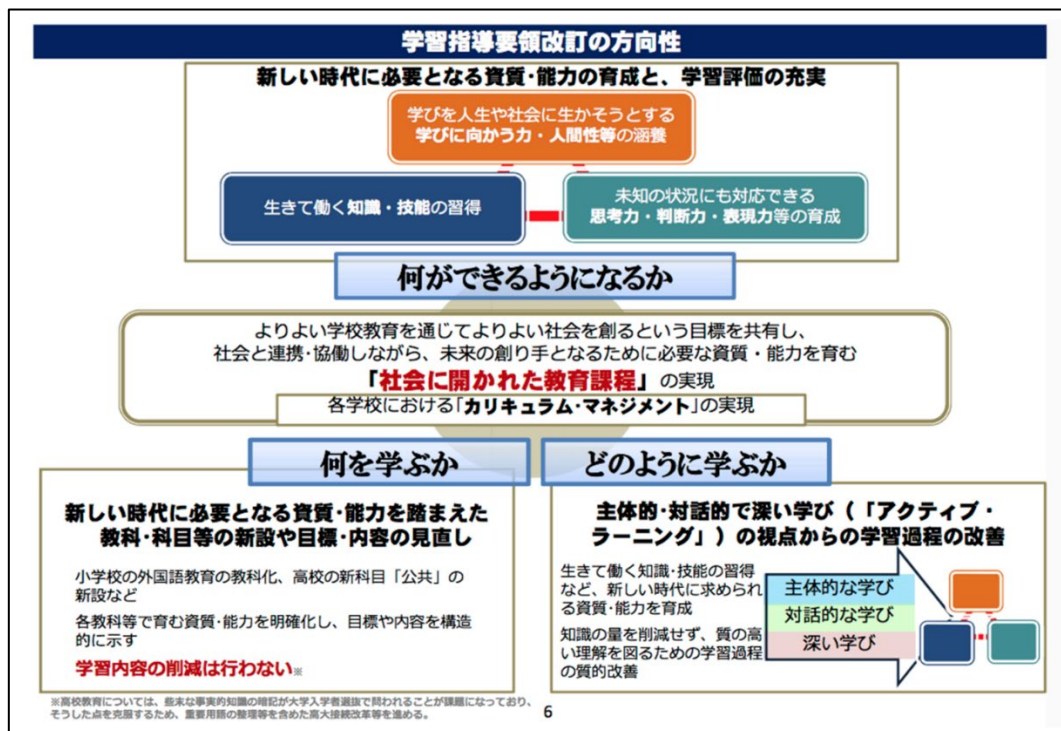 学習指導要領改訂の方向性
新しい時代に必要となる資質・能力の育成と、学習評価の充実
学びを人生や社会に生かそうとする
学びに向かう力・人間性等の涵養
生きて働く知識・技能の習得
未知の状況にも対応できる
思考力・判断力・表現力等の育成
何ができるようになるか
よりよい学校教育を通じてよりよい社会を創るという目標を共有し、
社会と連携・協働しながら、未来の創り手となるために必要な資質・能力を育む
「社会に開かれた教育課程」の実現
各学校における「カリキュラム・マネジメント」の実現
何を学ぶか
新しい時代に必要となる資質・能力を踏まえた
教科・科目等の新設や目標・内容の見直し
小学校の外国語教育の教科化、高校の新科目「公共」の
新設など
各教科等で育む資質・能力を明確化し、目標や内容を構造
的に示す
学習内容の削減は行わない※
どのように学ぶか
主体的・対話的で深い学び（「アクティブ・
ラーニング」）の視点からの学習過程の改善
生きて働く知識・技能の習得
など、新しい時代に求められ
る資質・能力を育成
知識の量を削減せず、質の高
い理解を図るための学習過程
の質的改善
主体的な学び
対話的な学び
深い学び
※高校教育については、些末な事実的知識の暗記が大学入学者選抜で問われることが課題になっており、
そうした点を克服するため、重要用語の整理等を含めた高大接続改革等を進める。
6